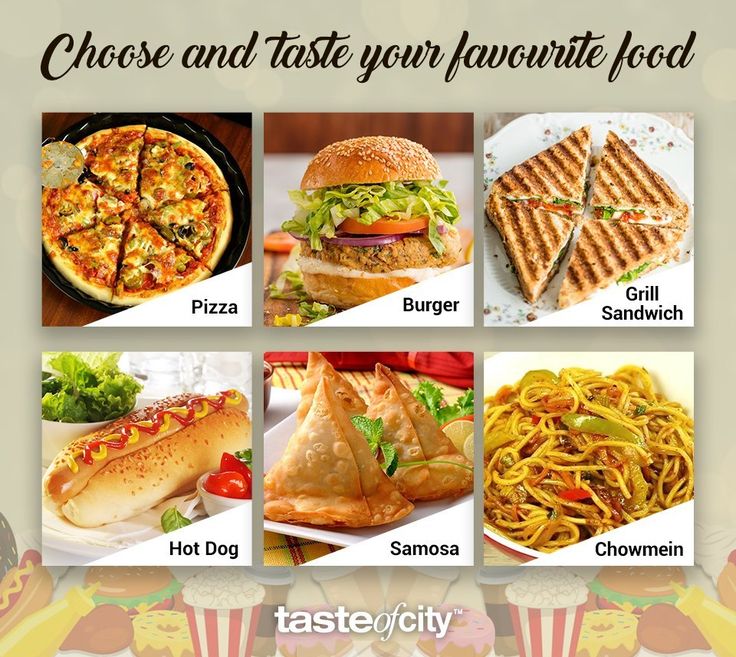 Choose and taste your favourite food
Pizza
Burger
Grill
Sandwich
Hot Dog
Samosa
Chowmein
tasteofcity™